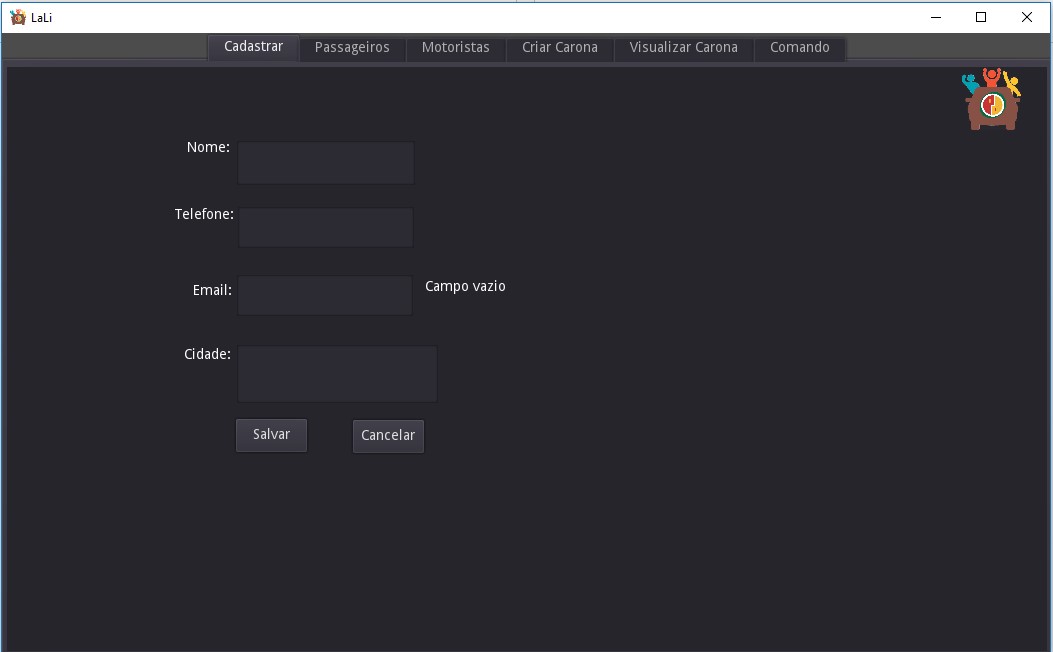 LaLi
Cadastrar Passageiros Motoristas Criar Carona Visualizar Carona Comando
Nome:
Telefone:
Email: Campo vazio
Cidade:
Salvar Cancelar